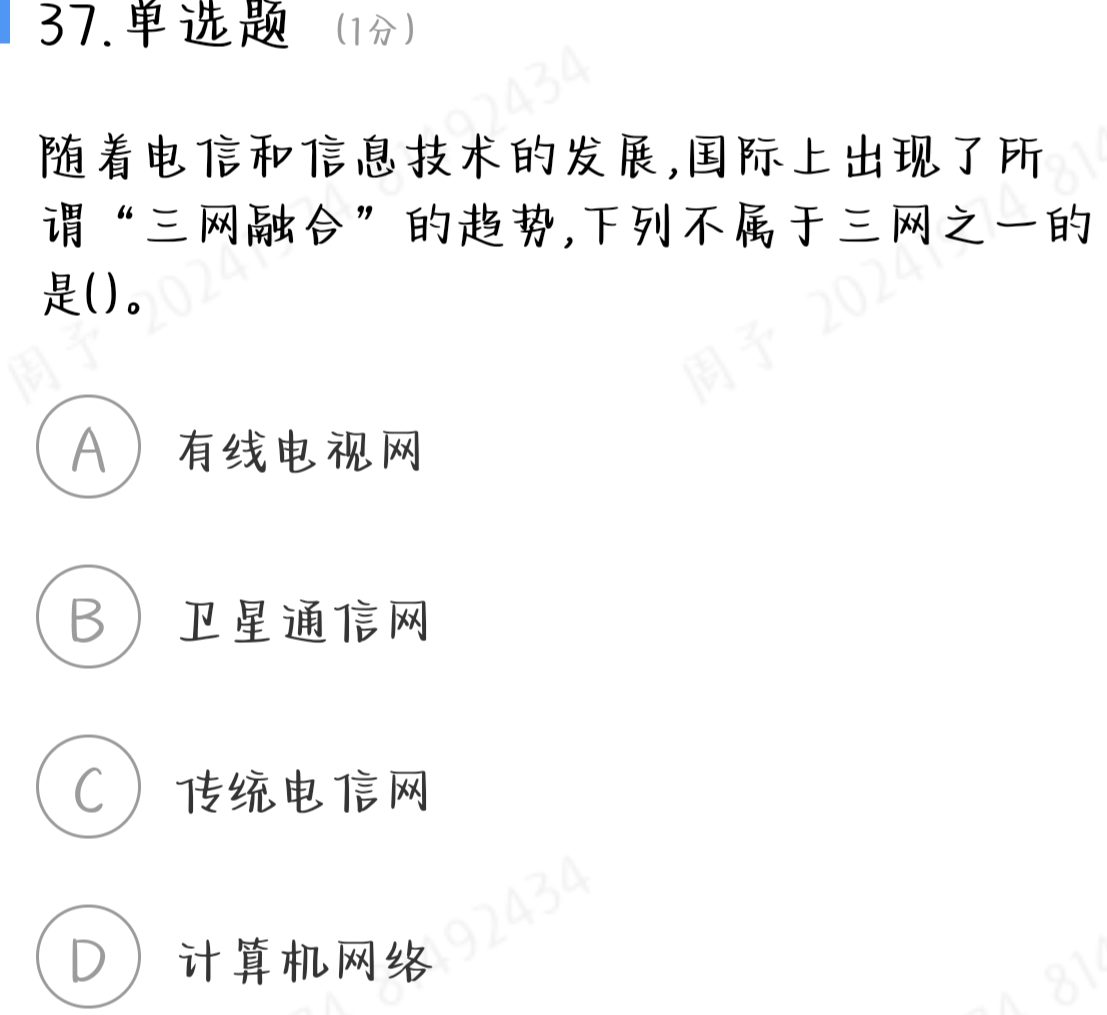 37.单选题 (1分)
随着电信和信息技术的发展,国际上出现了所
谓“三网融合”的趋势,下列不属于三网之一的
是()。
A 有线电视网
B 卫星通信网
C 传统电信网
D 计算机网络